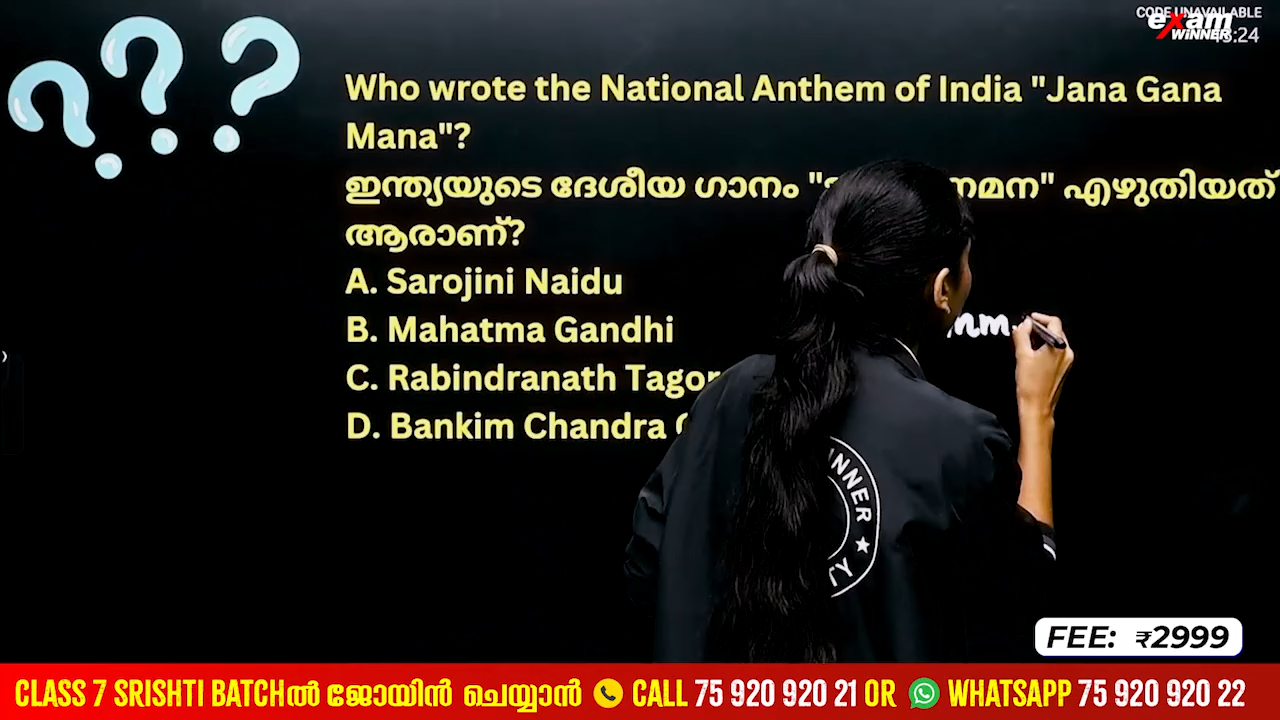 CODE UNAVAILABLE
exam
WINNER
:24
Who wrote the National Anthem of India "Jana Gana
Mana"?
ഇന്ത്യയുടെ ദേശീയ ഗാനം " നമന" എഴുതിയത്
ആരാണ്?
A. Sarojini Naidu
B. Mahatma Gandhi
C. Rabindranath
D. Bankim Chandra
FEE: ₹2999
CLASS 7 SRISHTI BATCHൽ ജോയിൻ ചെയ്യാൻ CALL 75 920 920 21 OR WHATSAPP 75 920 920 22